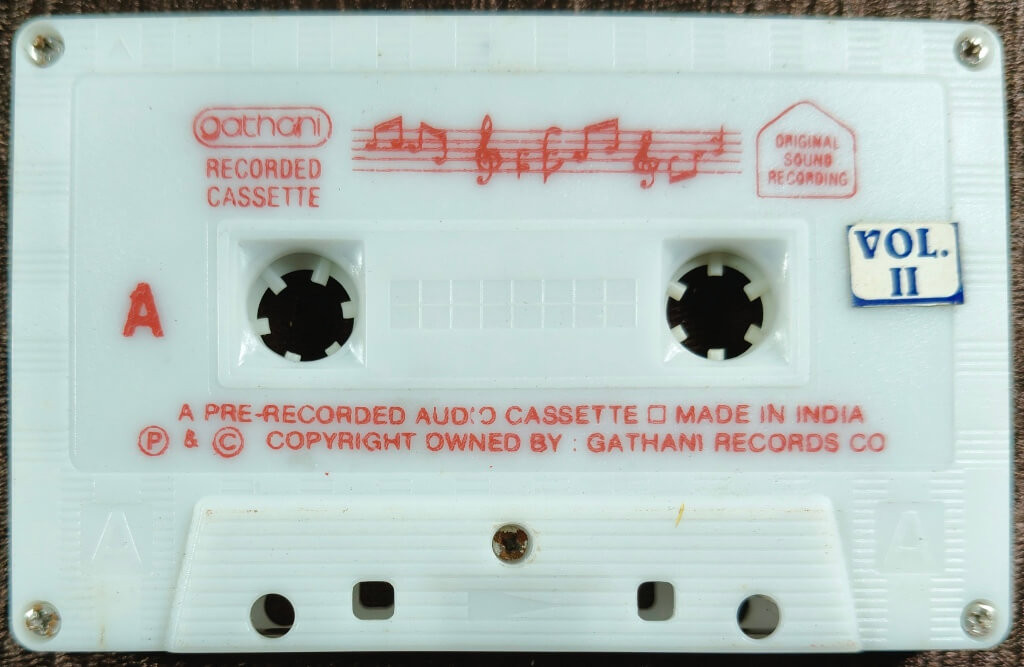 gathani
RECORDED
CASSETTE
ORIGINAL
SOUND
RECORDING
VOL.
II
A
A PRE-RECORDED AUDIO CASSETTE □ MADE IN INDIA
Ⓟ & © COPYRIGHT OWNED BY : GATHANI RECORDS CO
A
A